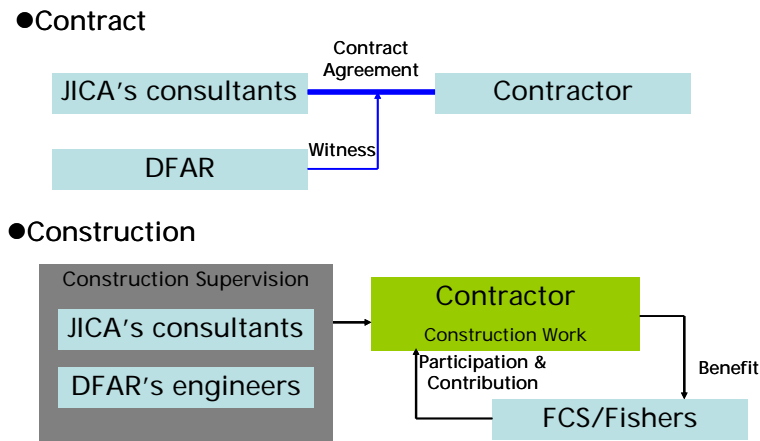 ●Contract
Contract
Agreement
JICA's consultants
Contractor
Witness
DFAR
●Construction
Construction Supervision
JICA's consultants
DFAR's engineers
Contractor
Construction Work
Participation &
Contribution
Benefit
FCS/Fishers